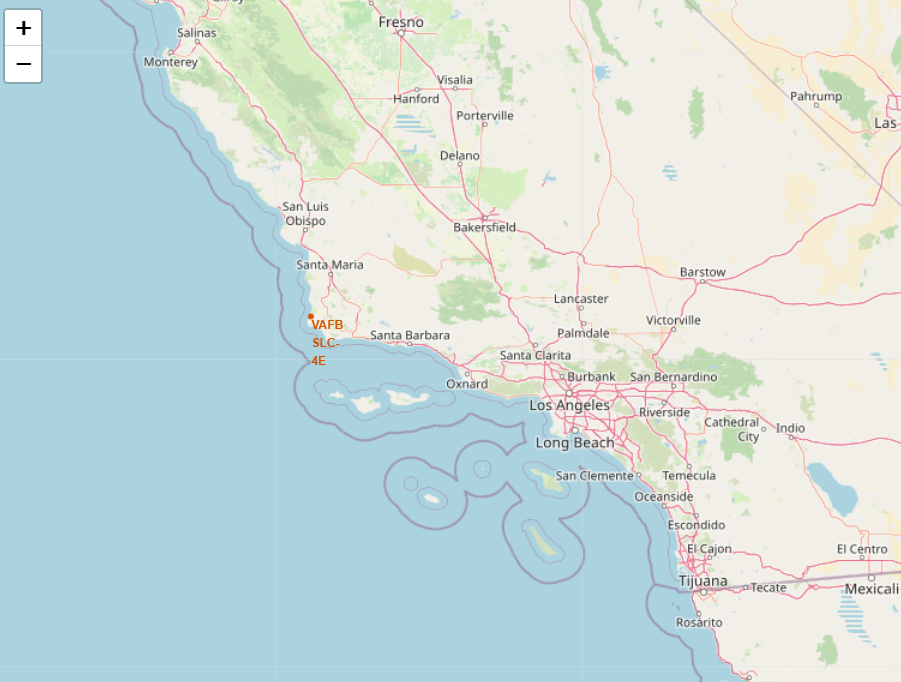 +
−
Salinas
Monterey
Fresno
Visalia
Hanford
Porterville
Delano
Pahrump
Las
San Luis
Obispo
Bakersfield
Santa Maria
Barstow
Lancaster
VAFB
SLC-
4E
Santa Barbara
Victorville
Palmdale
Santa Clarita
Oxnard
Burbank
San Bernardino
Los Angeles
Riverside
Cathedral
City
Indio
Long Beach
San Clemente
Temecula
Oceanside
Escondido
El Cajon
El Centro
Tijuana
Tecate
Mexicali
Rosarito